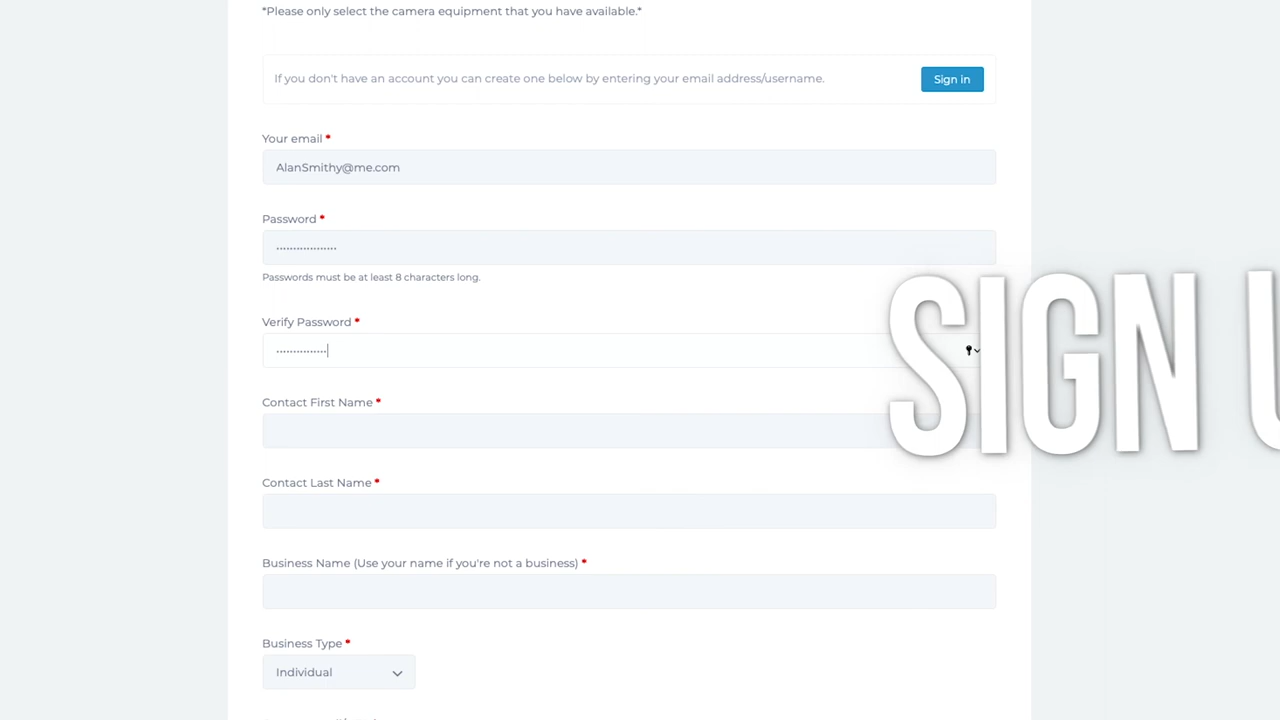 *Please only select the camera equipment that you have available.*
If you don't have an account you can create one below by entering your email address/username.
Sign in
Your email *
AlanSmithy@me.com
Password *
••••••••••••••••••
Passwords must be at least 8 characters long.
Verify Password *
•••••••••••••••
SIGN U
Contact First Name *
Contact Last Name *
Business Name (Use your name if you're not a business) *
Business Type *
Individual